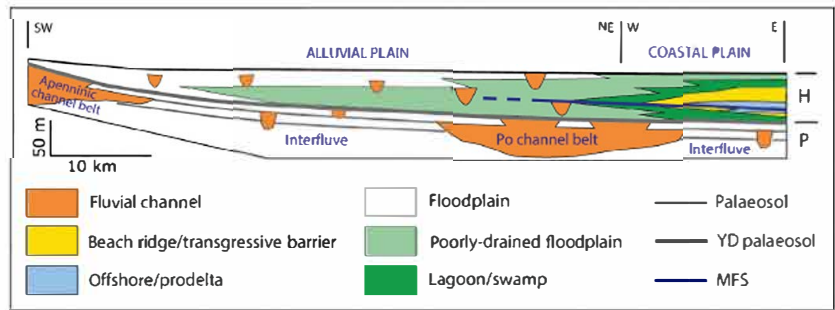 SW
NE
W
E
ALLUVIAL PLAIN
COASTAL PLAIN
Apenninic
channel belt
H
50 m
10 km
Interfluve
Po channel belt
Interfluve
P
Fluvial channel
Floodplain
Palaeosol
Beach ridge/transgressive barrier
Poorly-drained floodplain
YD palaeosol
Offshore/prodelta
Lagoon/swamp
MFS